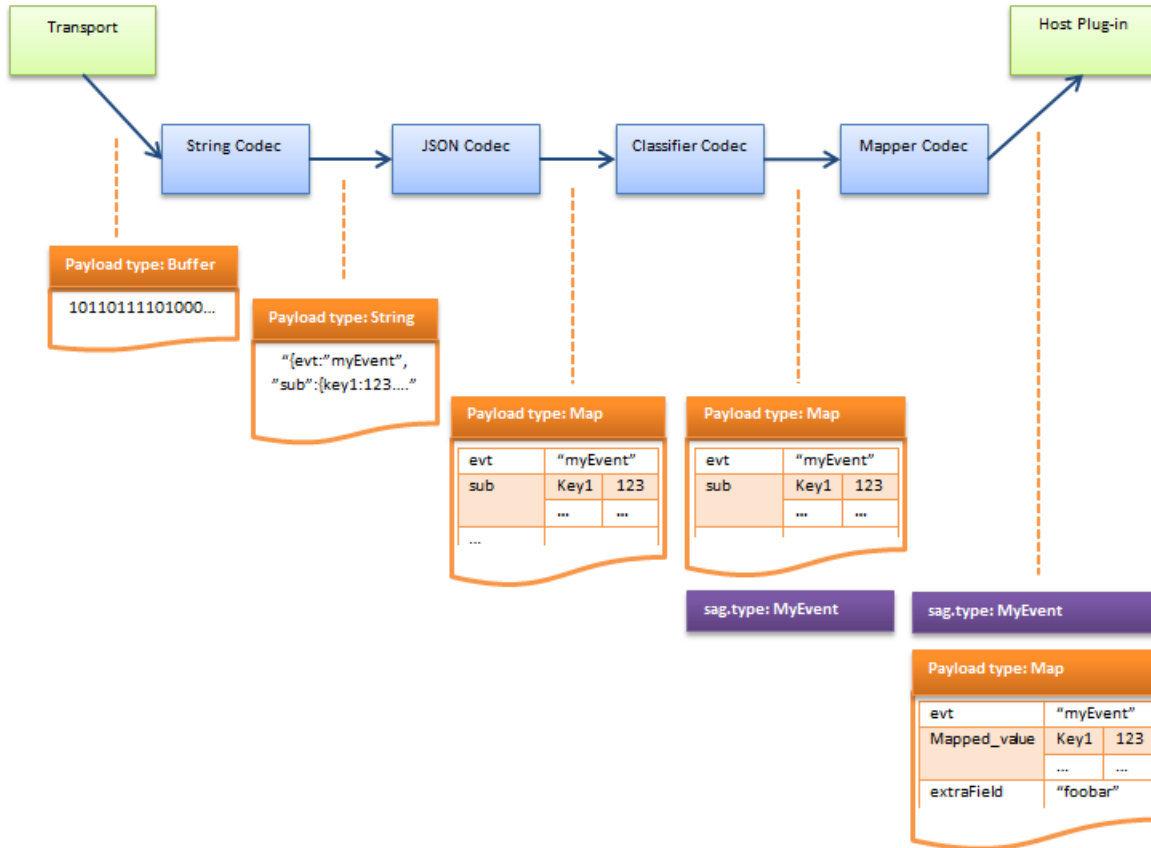 Transport
Host Plug-in
String Codec
JSON Codec
Classifier Codec
Mapper Codec
Payload type: Buffer
10110111101000...
Payload type: String
“{evt:”myEvent”,
”sub”:{key1:123....”
Payload type: Map
evt “myEvent”
sub Key1 123
... ...
...
Payload type: Map
evt “myEvent”
sub Key1 123
... ...
sag.type: MyEvent
sag.type: MyEvent
Payload type: Map
evt “myEvent”
Mapped_value Key1 123
... ...
extraField “foobar”